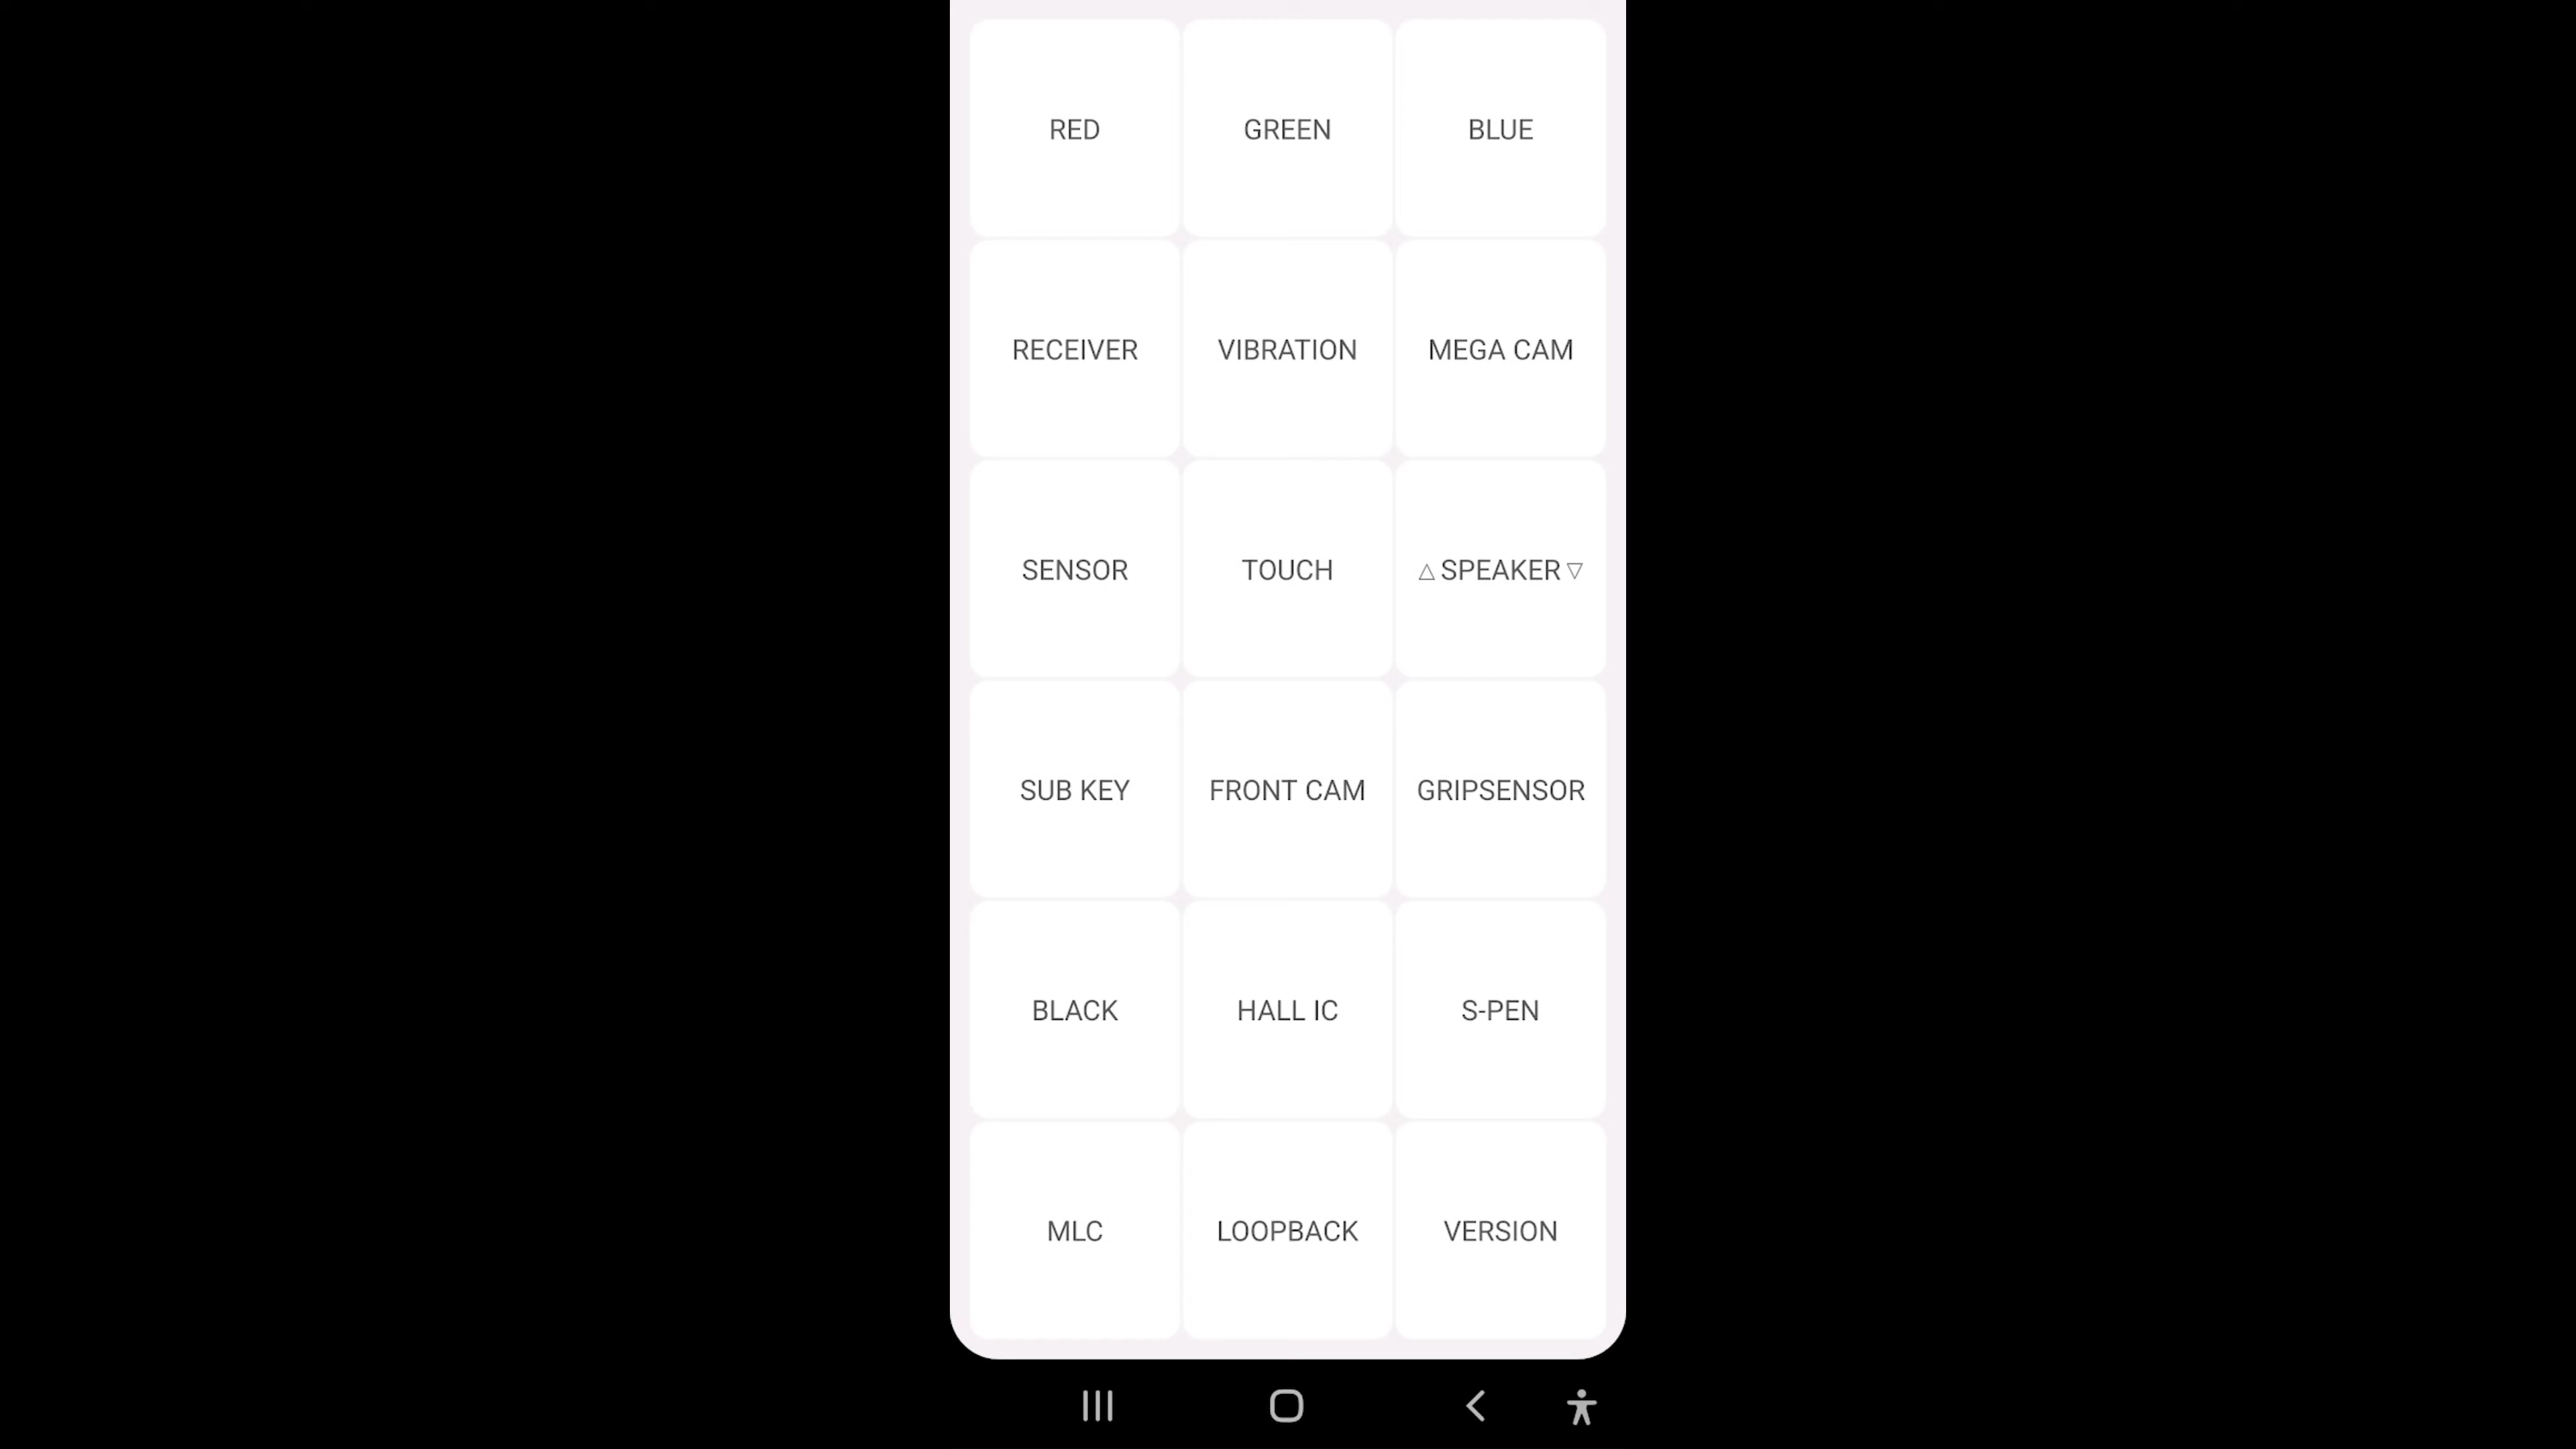 RED GREEN BLUE
RECEIVER VIBRATION MEGA CAM
SENSOR TOUCH △ SPEAKER ▽
SUB KEY FRONT CAM GRIPSENSOR
BLACK HALL IC S-PEN
MLC LOOPBACK VERSION